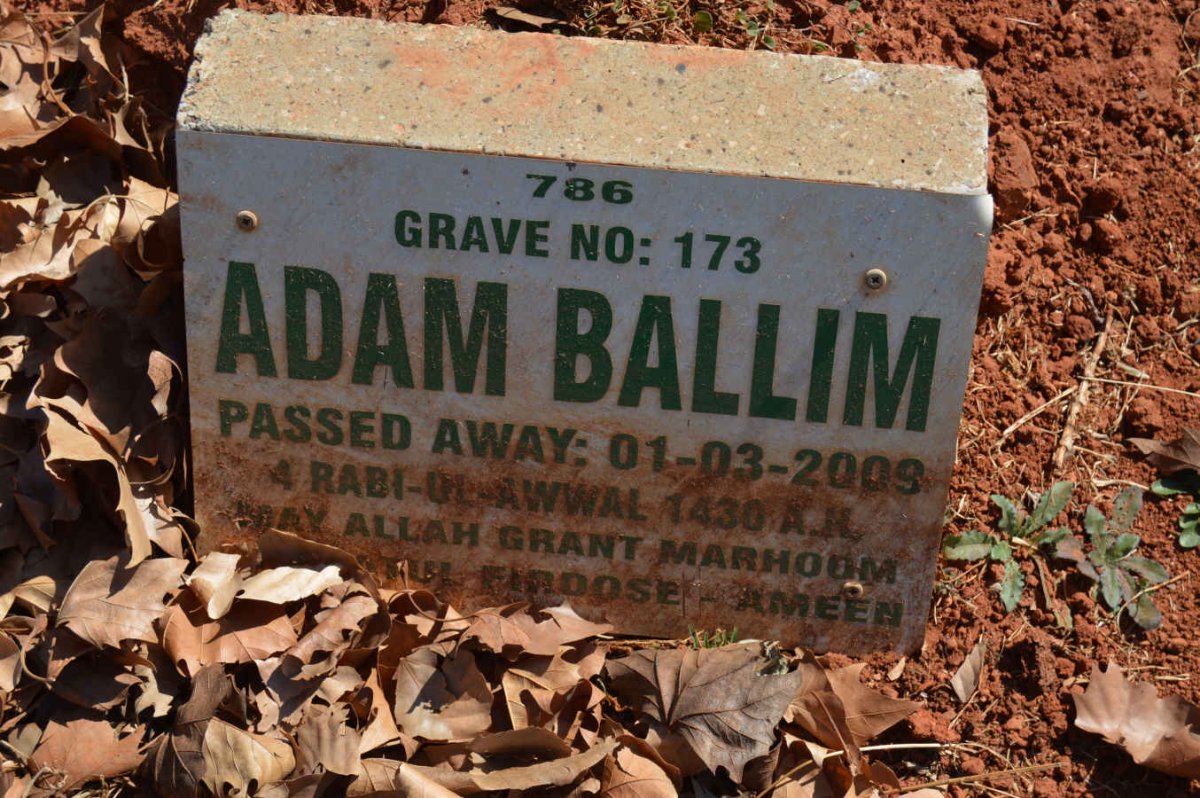 786
GRAVE NO: 173
ADAM BALLIM
PASSED AWAY: 01-03-2009
4 RABI-UL-AWWAL 1430 A.H.
MAY ALLAH GRANT MARHOOM
FIRDOOSE - AMEEN